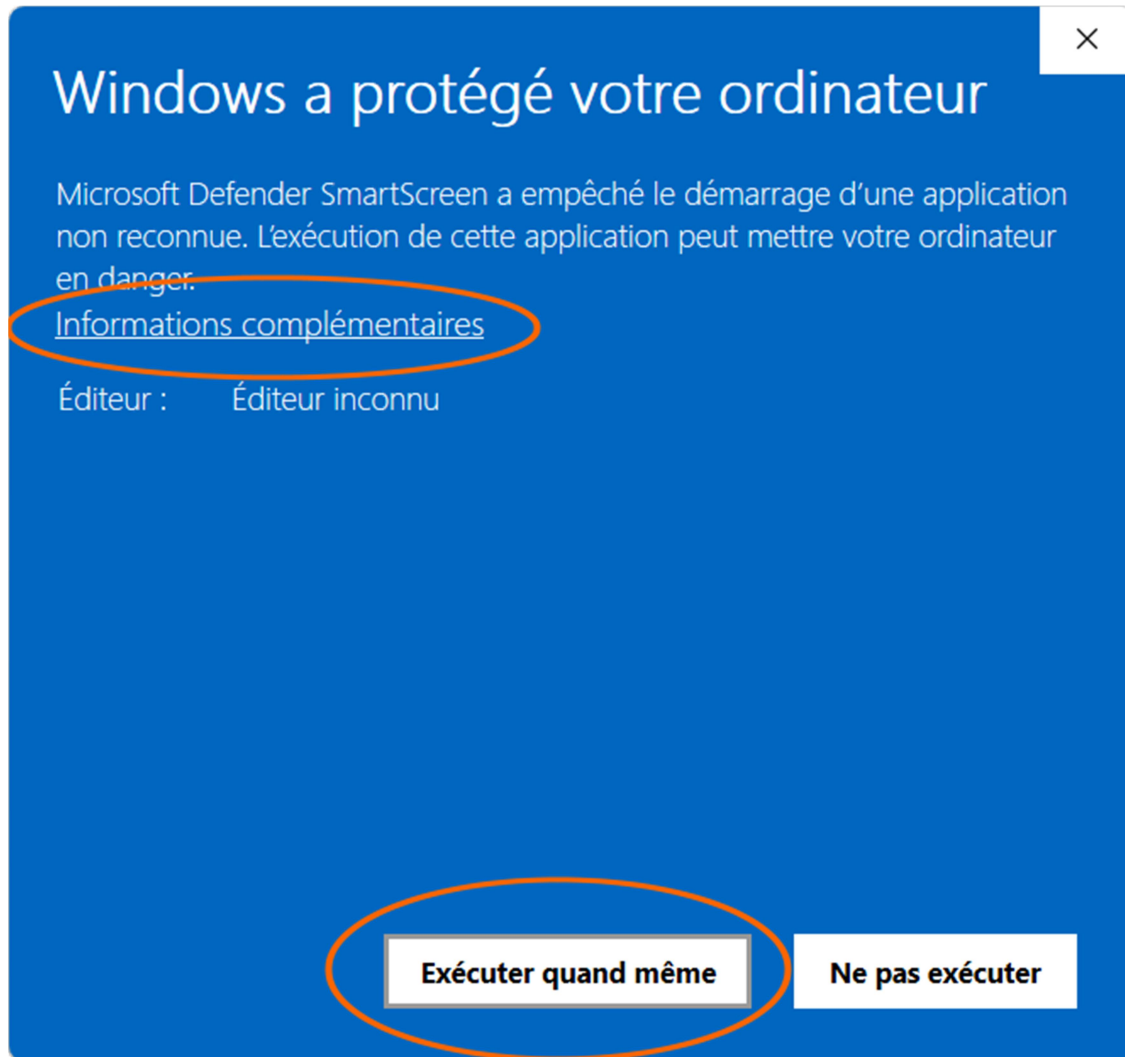 Windows a protégé votre ordinateur
Microsoft Defender SmartScreen a empêché le démarrage d’une application
non reconnue. L’exécution de cette application peut mettre votre ordinateur
en danger.
Informations complémentaires
Éditeur : Éditeur inconnu
Exécuter quand même Ne pas exécuter